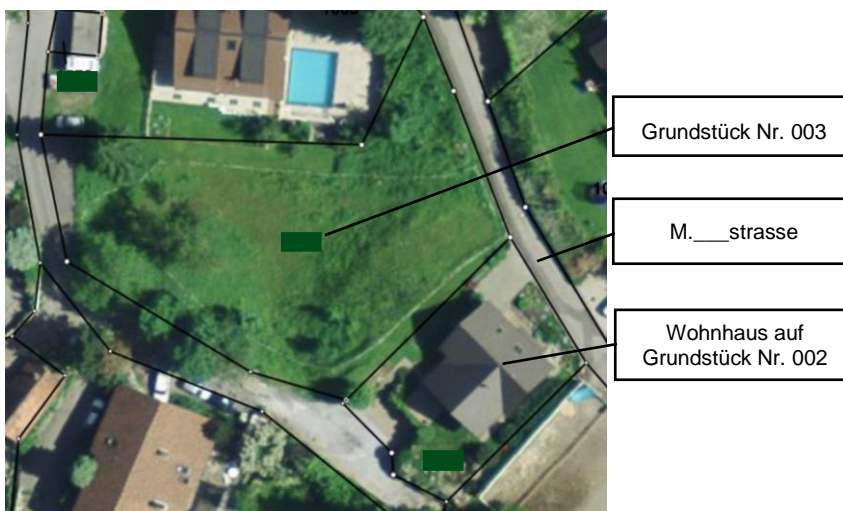 Grundstück Nr. 003
M.___strasse
Wohnhaus auf
Grundstück Nr. 002